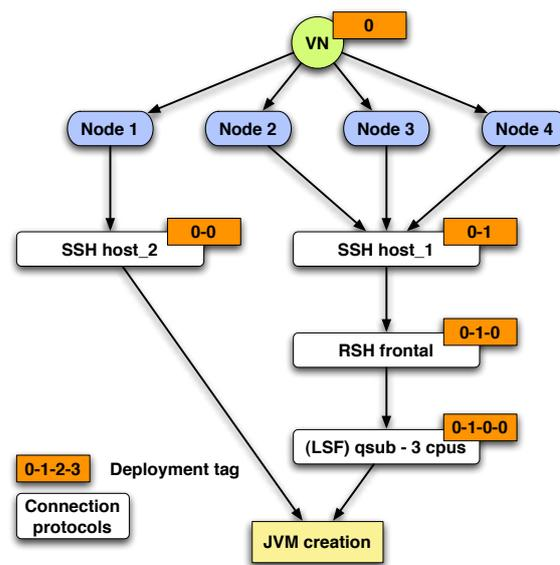 VN
0
Node 1
Node 2
Node 3
Node 4
SSH host_2
0-0
SSH host_1
0-1
RSH frontal
0-1-0
(LSF) qsub - 3 cpus
0-1-0-0
0-1-2-3
Deployment tag
Connection
protocols
JVM creation